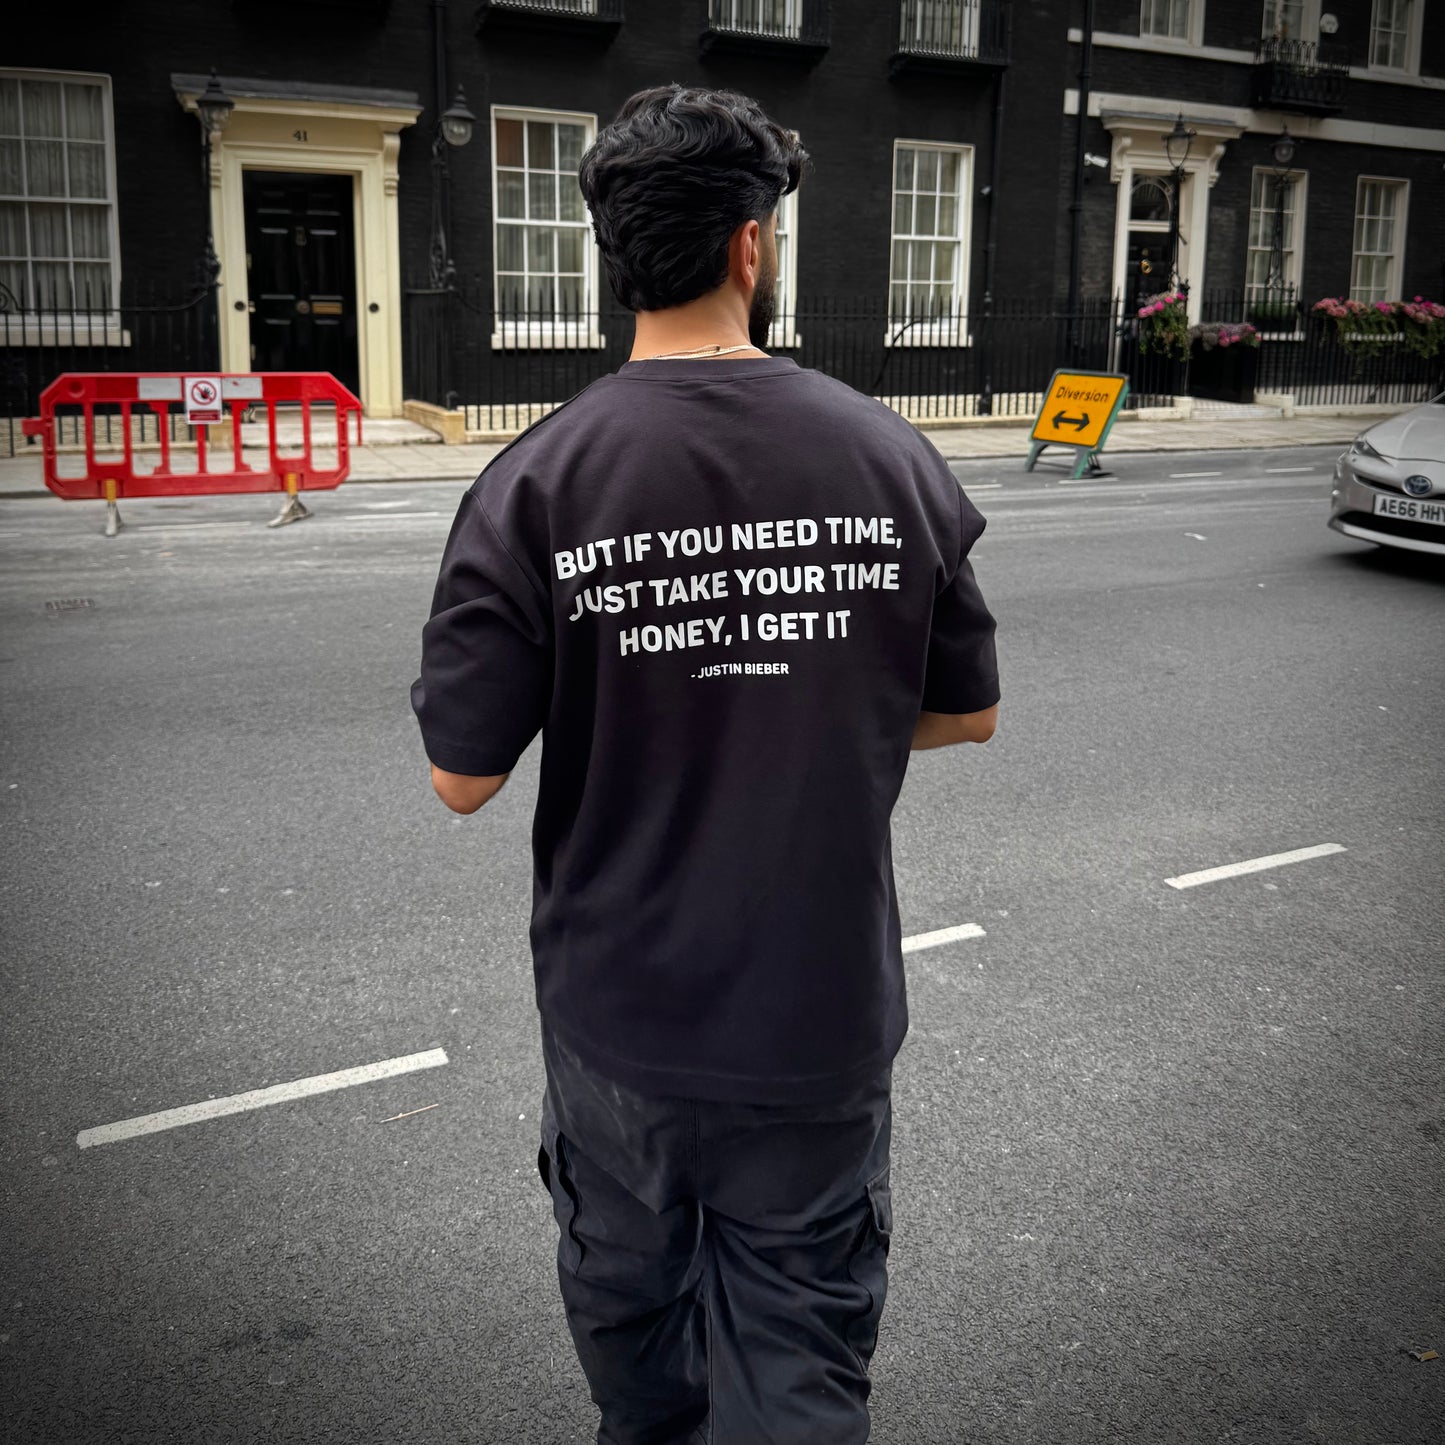 41
Diversion
AE66 HHY
BUT IF YOU NEED TIME,
JUST TAKE YOUR TIME
HONEY, I GET IT
- JUSTIN BIEBER